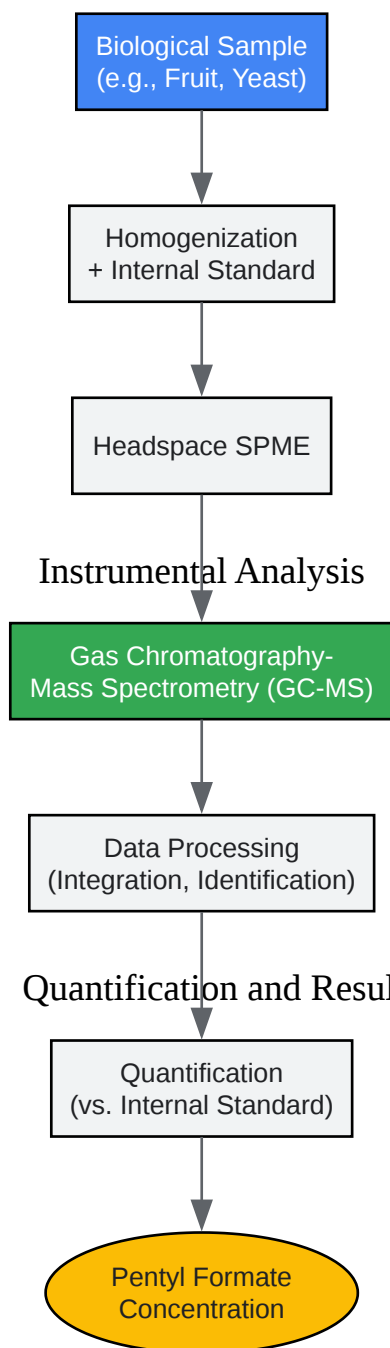 Biological Sample
(e.g., Fruit, Yeast)
Homogenization
+ Internal Standard
Headspace SPME
Instrumental Analysis
Gas Chromatography-
Mass Spectrometry (GC-MS)
Data Processing
(Integration, Identification)
Quantification and Resul
Quantification
(vs. Internal Standard)
Pentyl Formate
Concentration